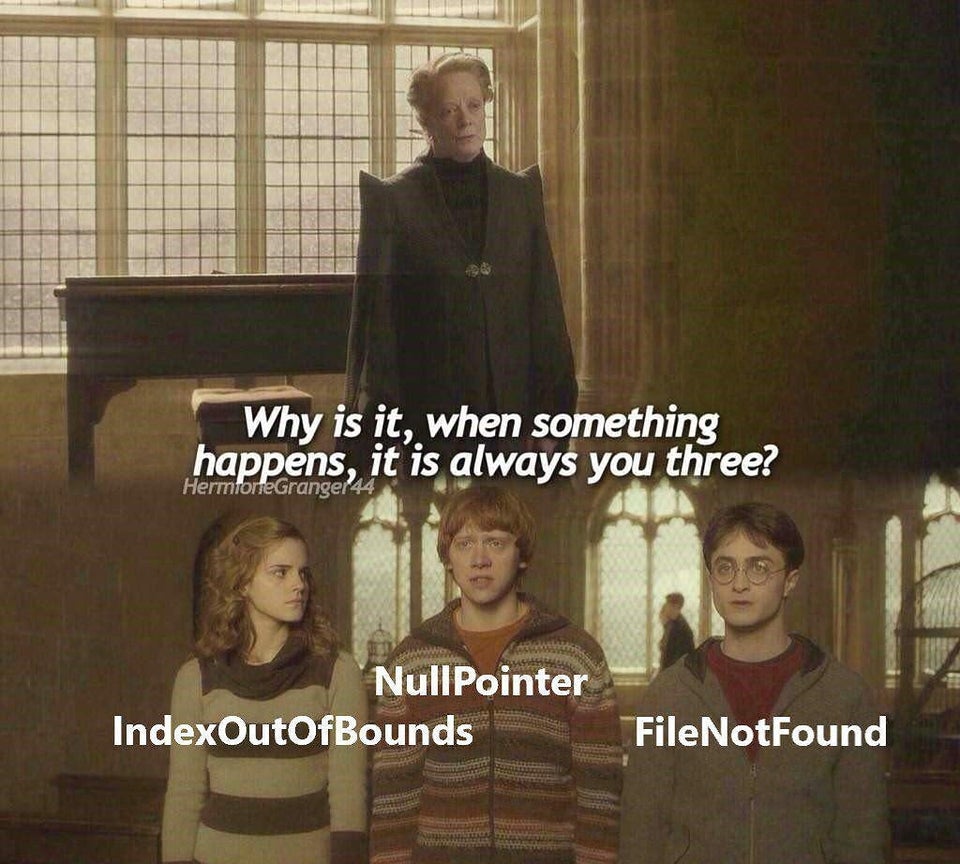 Why is it, when something
happens, it is always you three?
HermioneGranger44
NullPointer
IndexOutOfBounds
FileNotFound